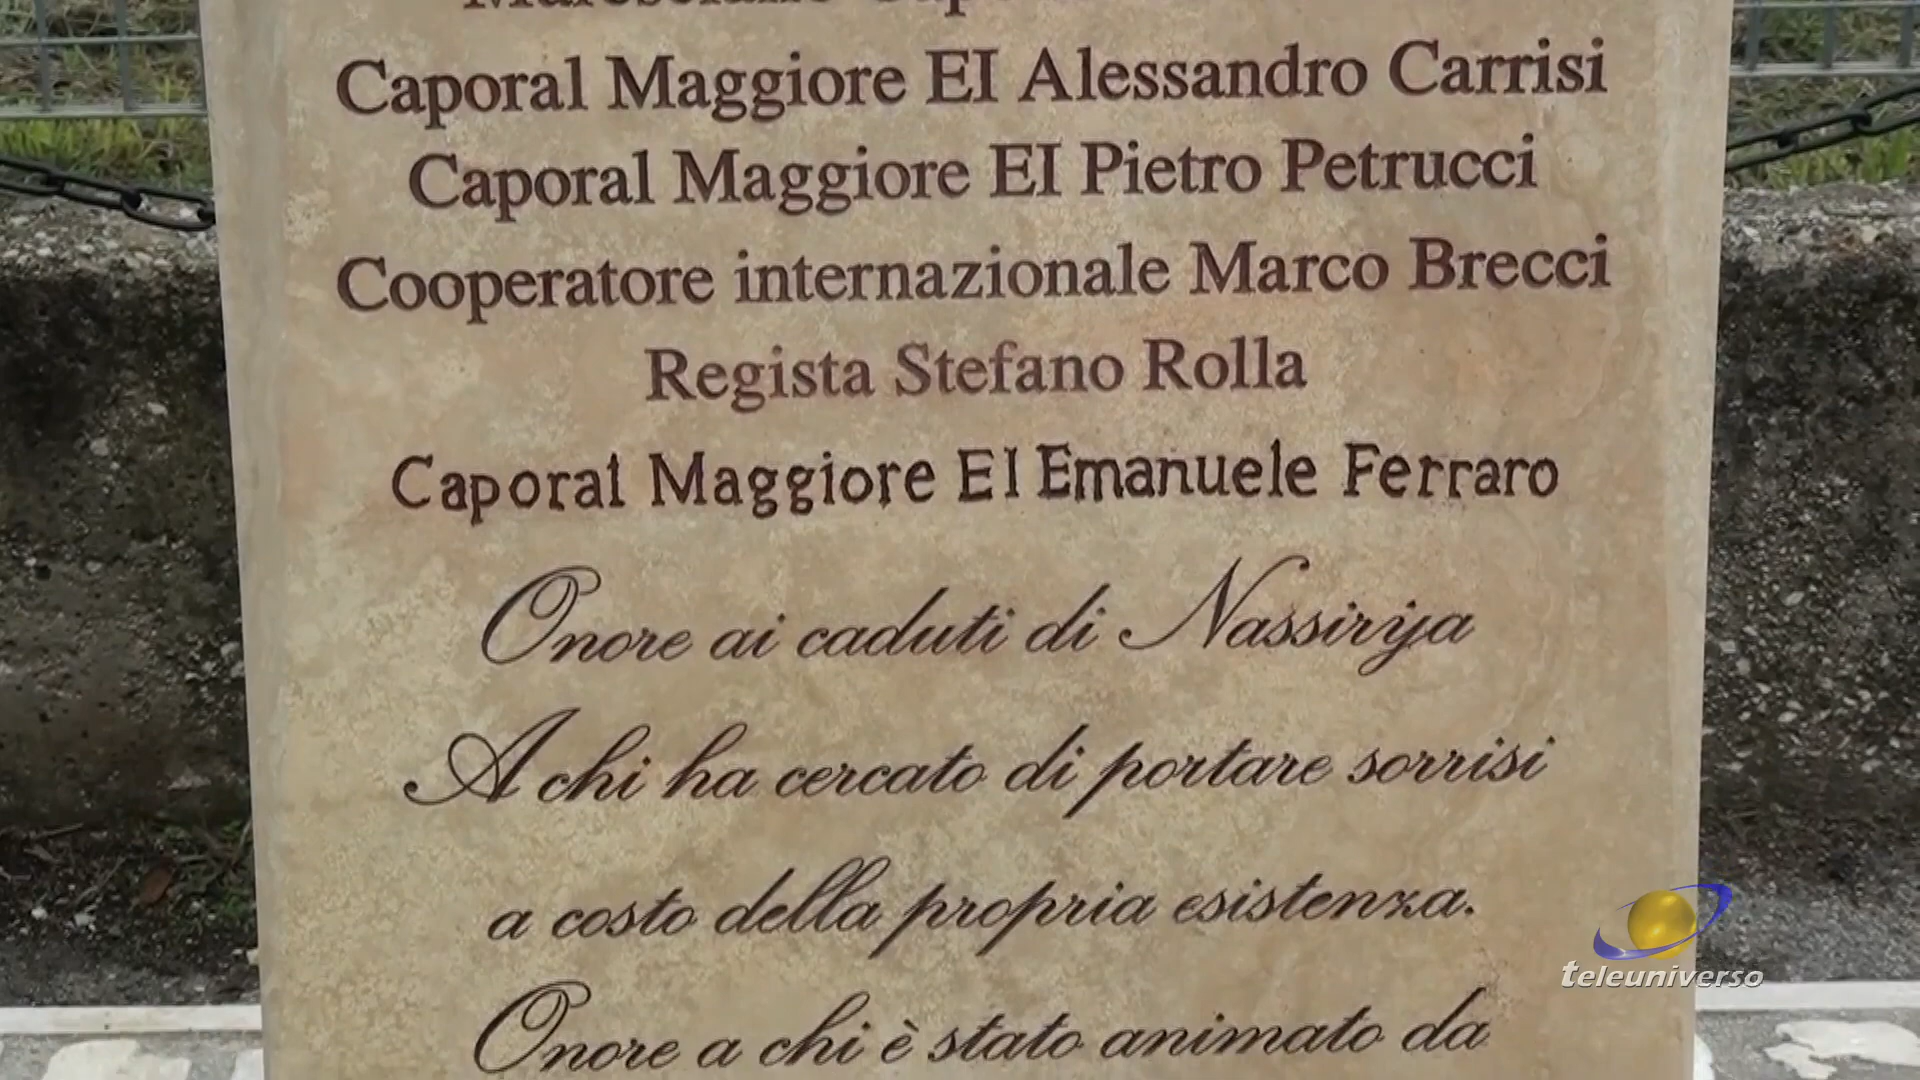 Caporal Maggiore EI Alessandro Carrisi
Caporal Maggiore EI Pietro Petrucci
Cooperatore internazionale Marco Brecci
Regista Stefano Rolla
Caporal Maggiore EI Emanuele Ferraro
Onore ai caduti di Nassirija
A chi ha cercato di portare sorrisi
a costo della propria esistenza.
Onore a chi è stato animato da
teleuniverso